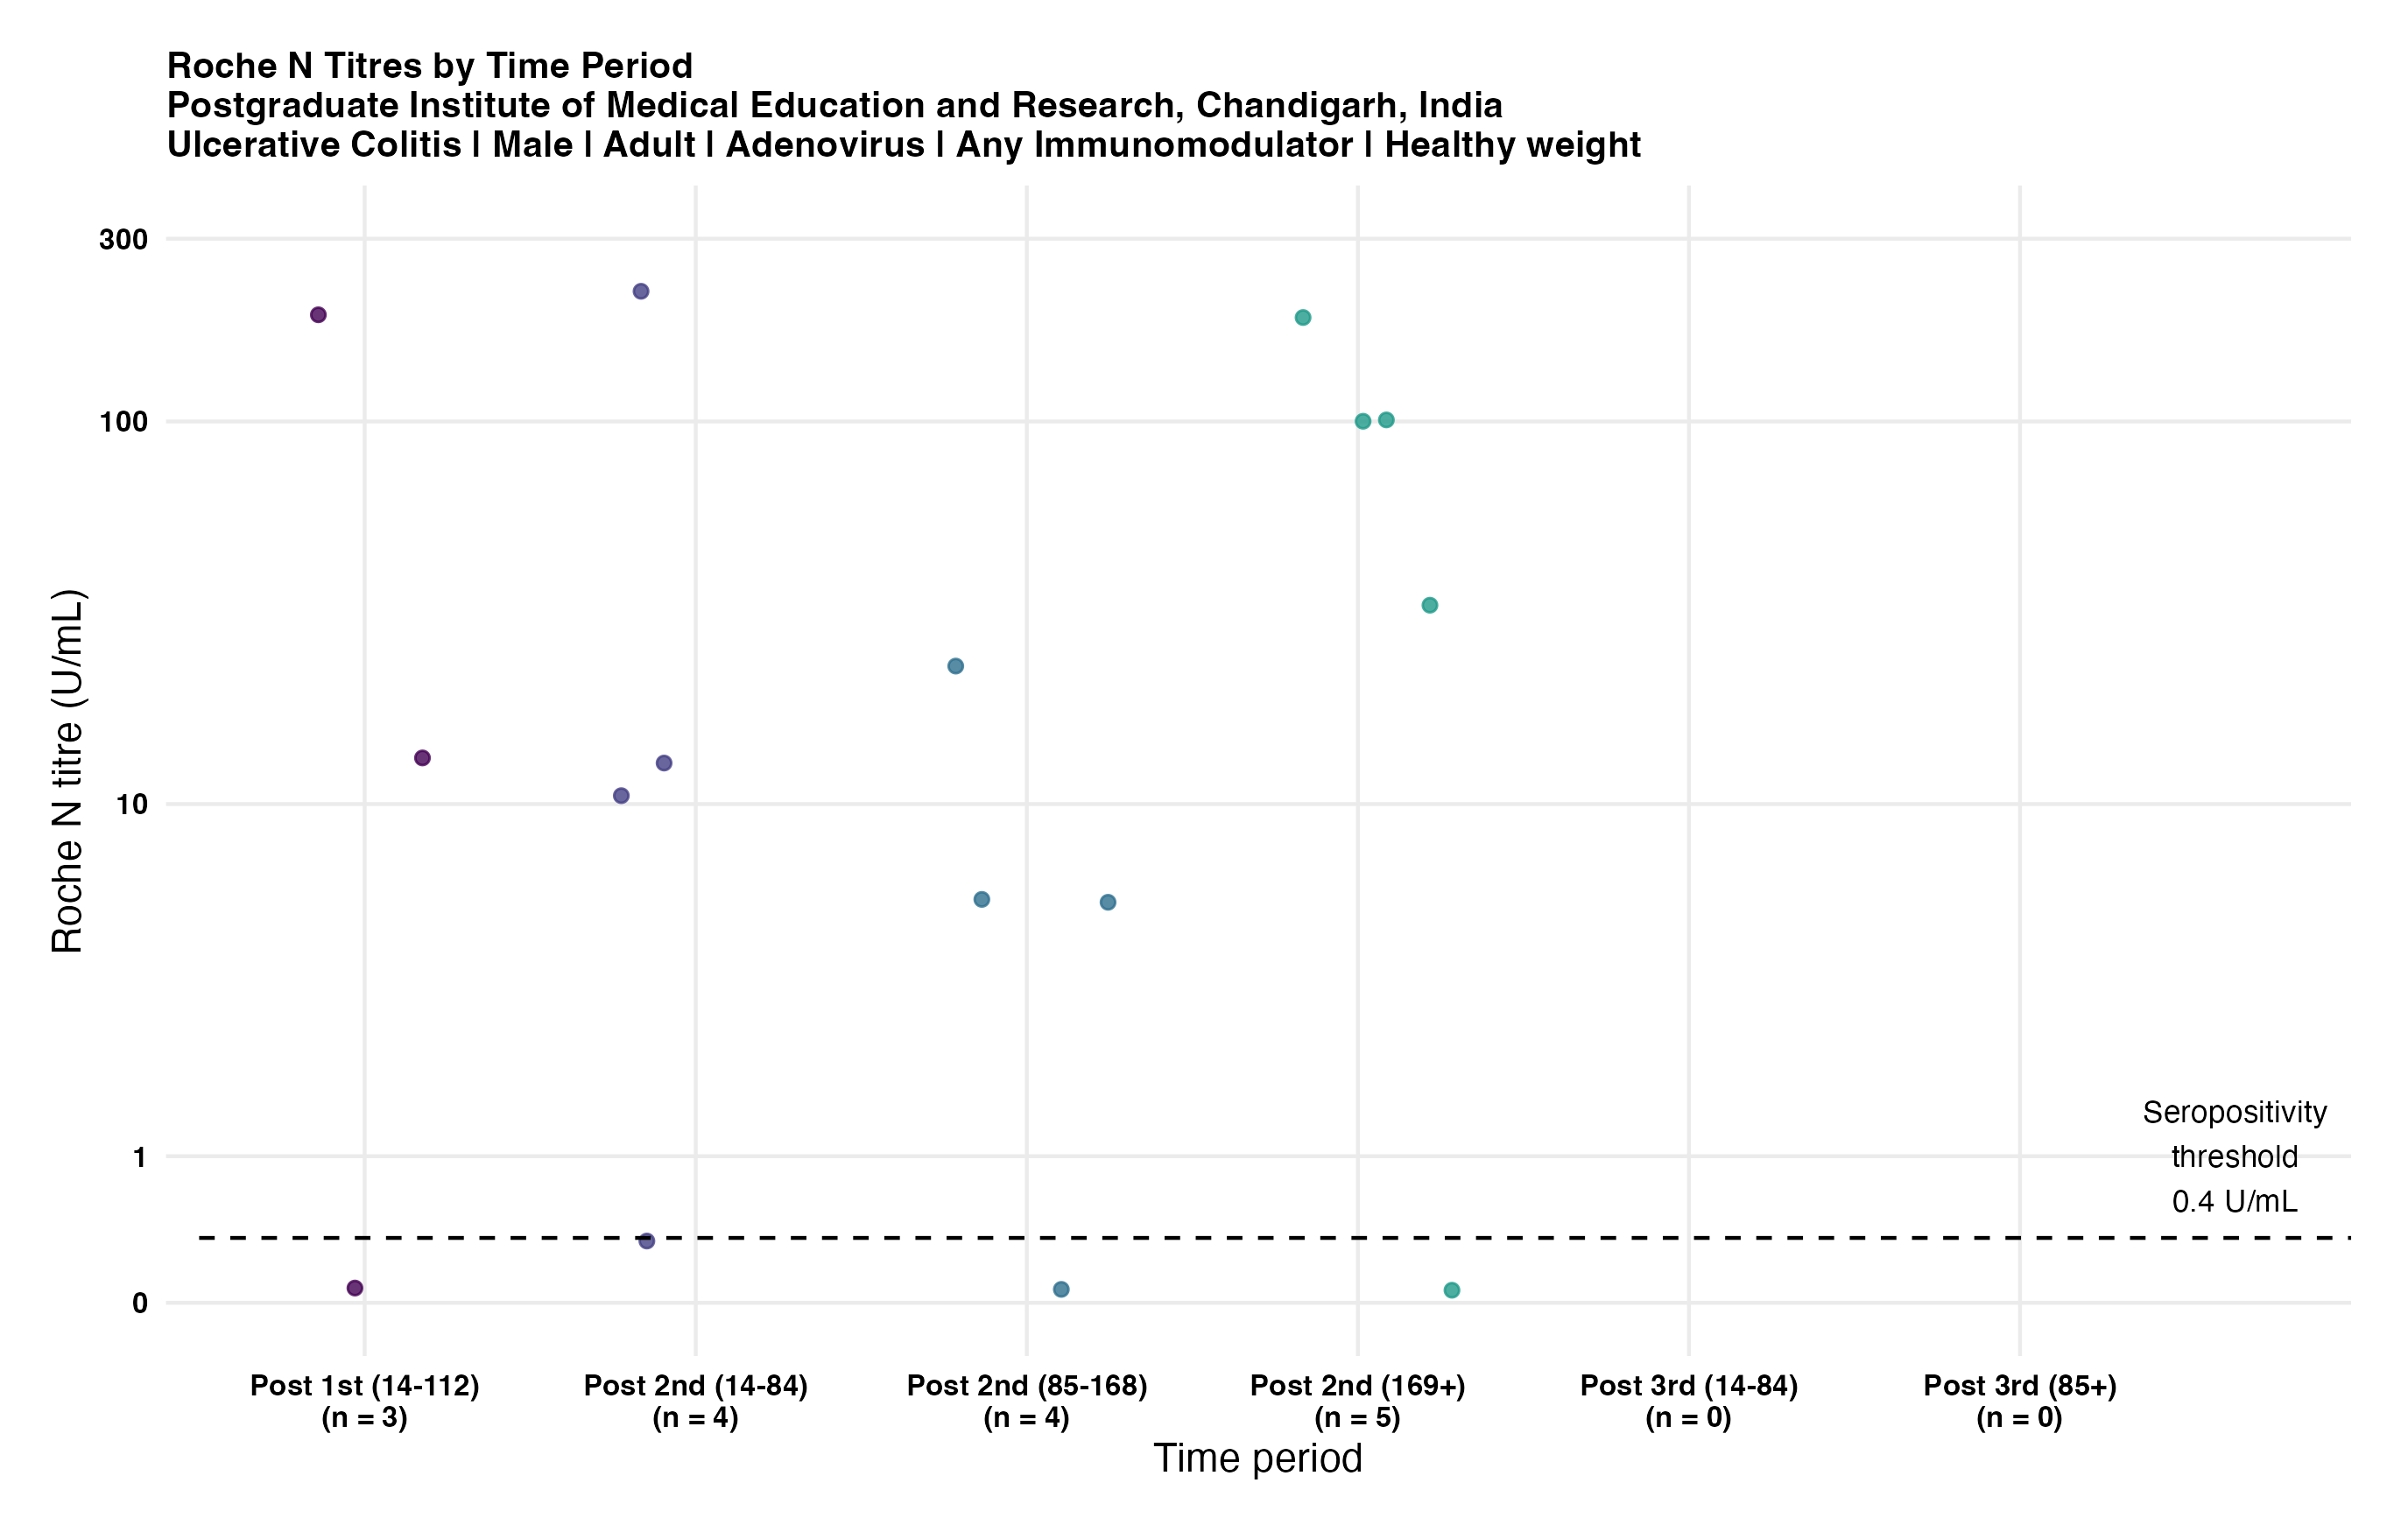 Roche N Titres by Time Period
Postgraduate Institute of Medical Education and Research, Chandigarh, India
Ulcerative Colitis | Male | Adult | Adenovirus | Any Immunomodulator | Healthy weight
Roche N titre (U/mL)
300
100
10
1
0
Seropositivity
threshold
0.4 U/mL
Post 1st (14-112)
(n = 3)
Post 2nd (14-84)
(n = 4)
Post 2nd (85-168)
(n = 4)
Post 2nd (169+)
(n = 5)
Post 3rd (14-84)
(n = 0)
Post 3rd (85+)
(n = 0)
Time period